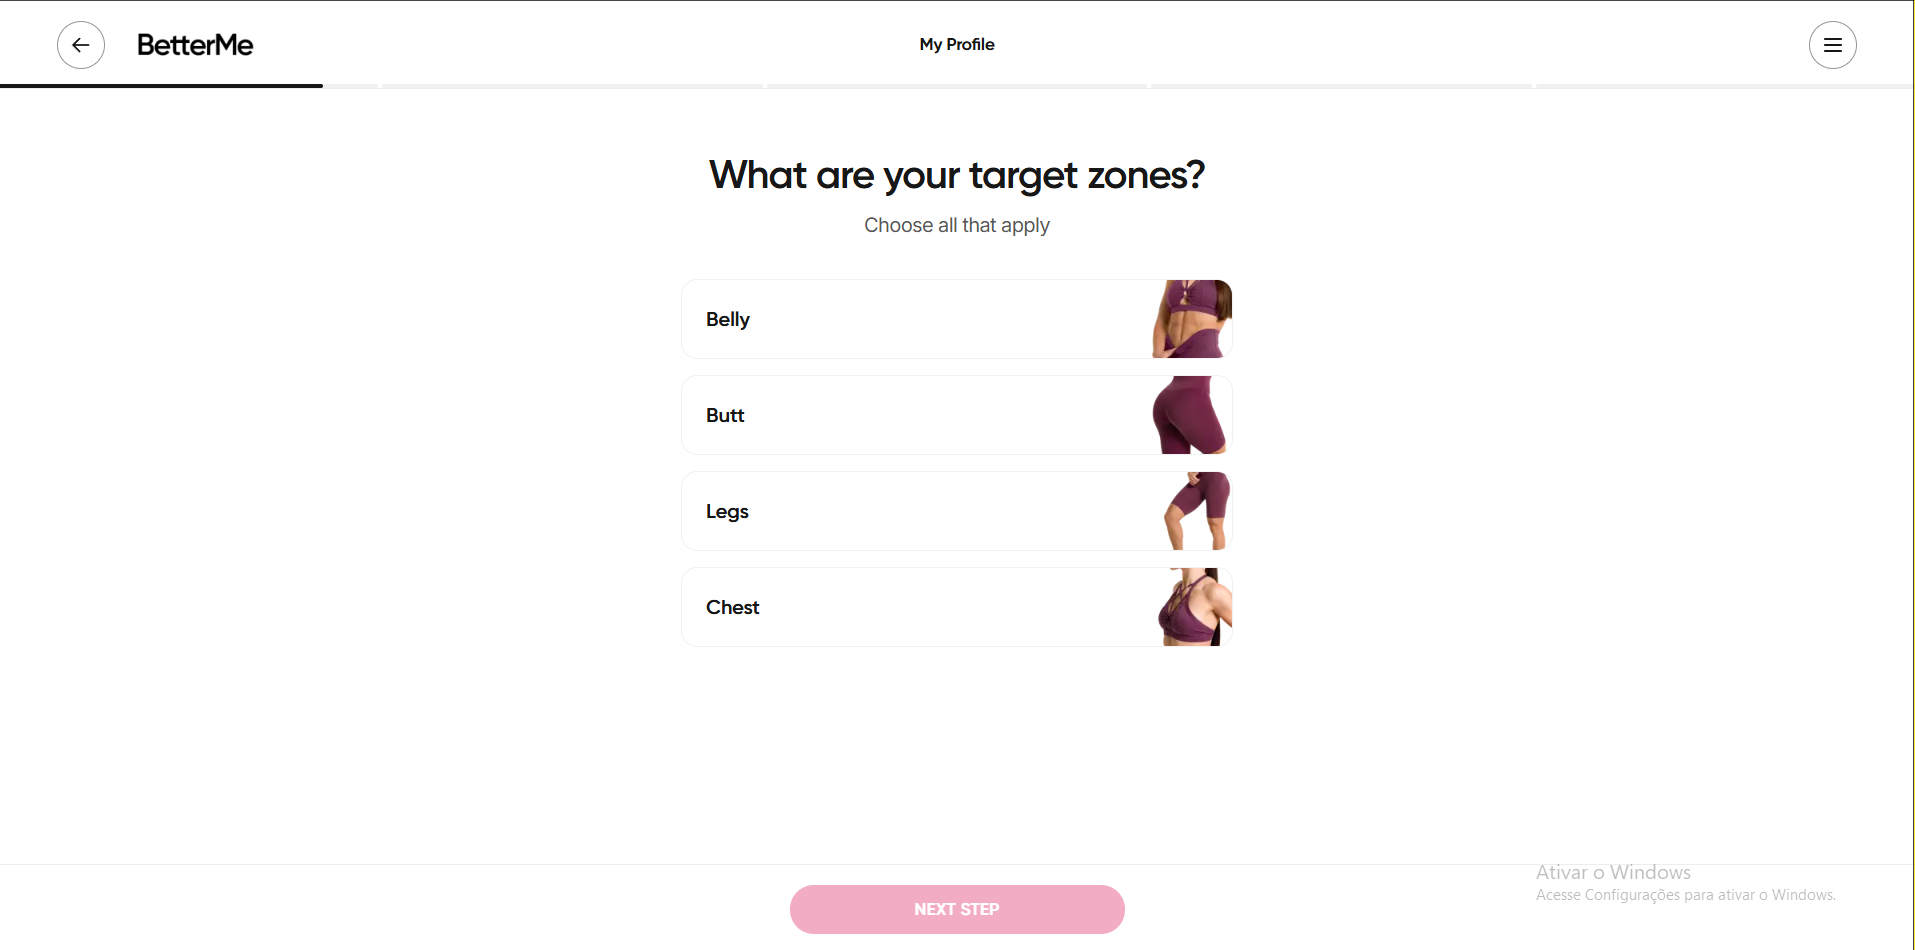 BetterMe
My Profile
What are your target zones?
Choose all that apply
Belly
Butt
Legs
Chest
Ativar o Windows
Acesse Configurações para ativar o Windows.
NEXT STEP